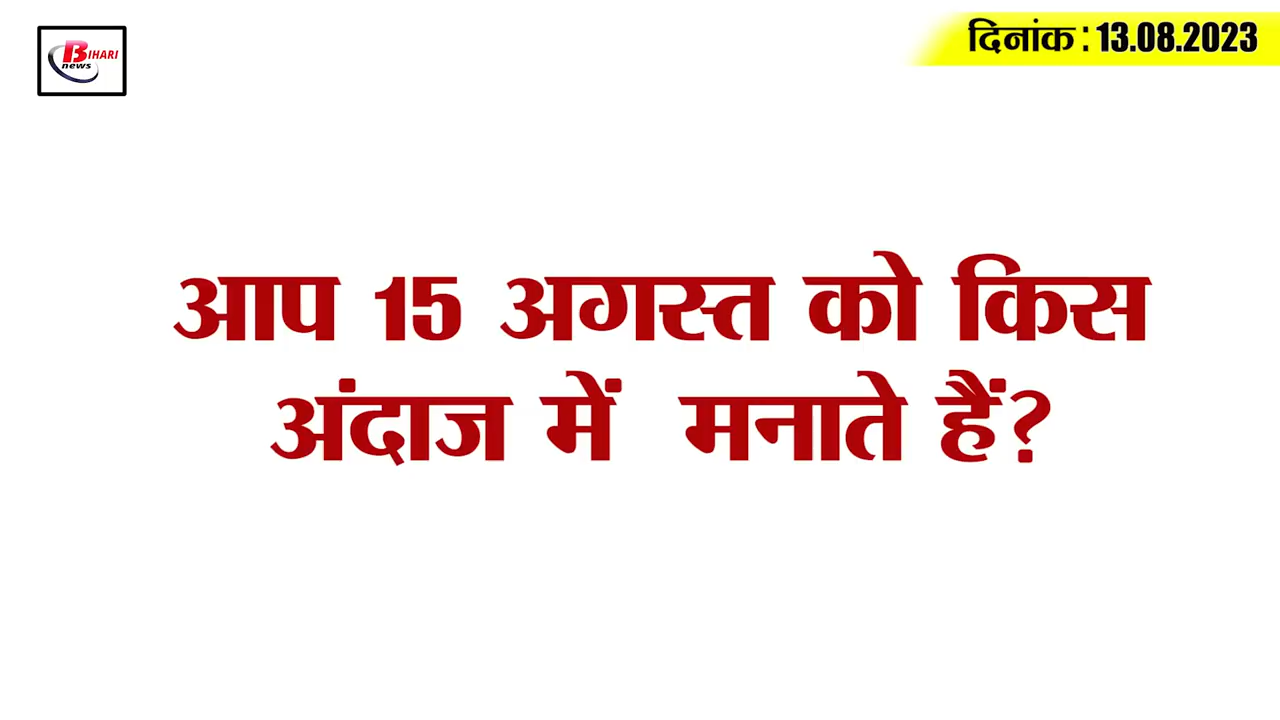 BIHARI
news
दिनांक : 13.08.2023
आप 15 अगस्त को किस
अंदाज में मनाते हैं?